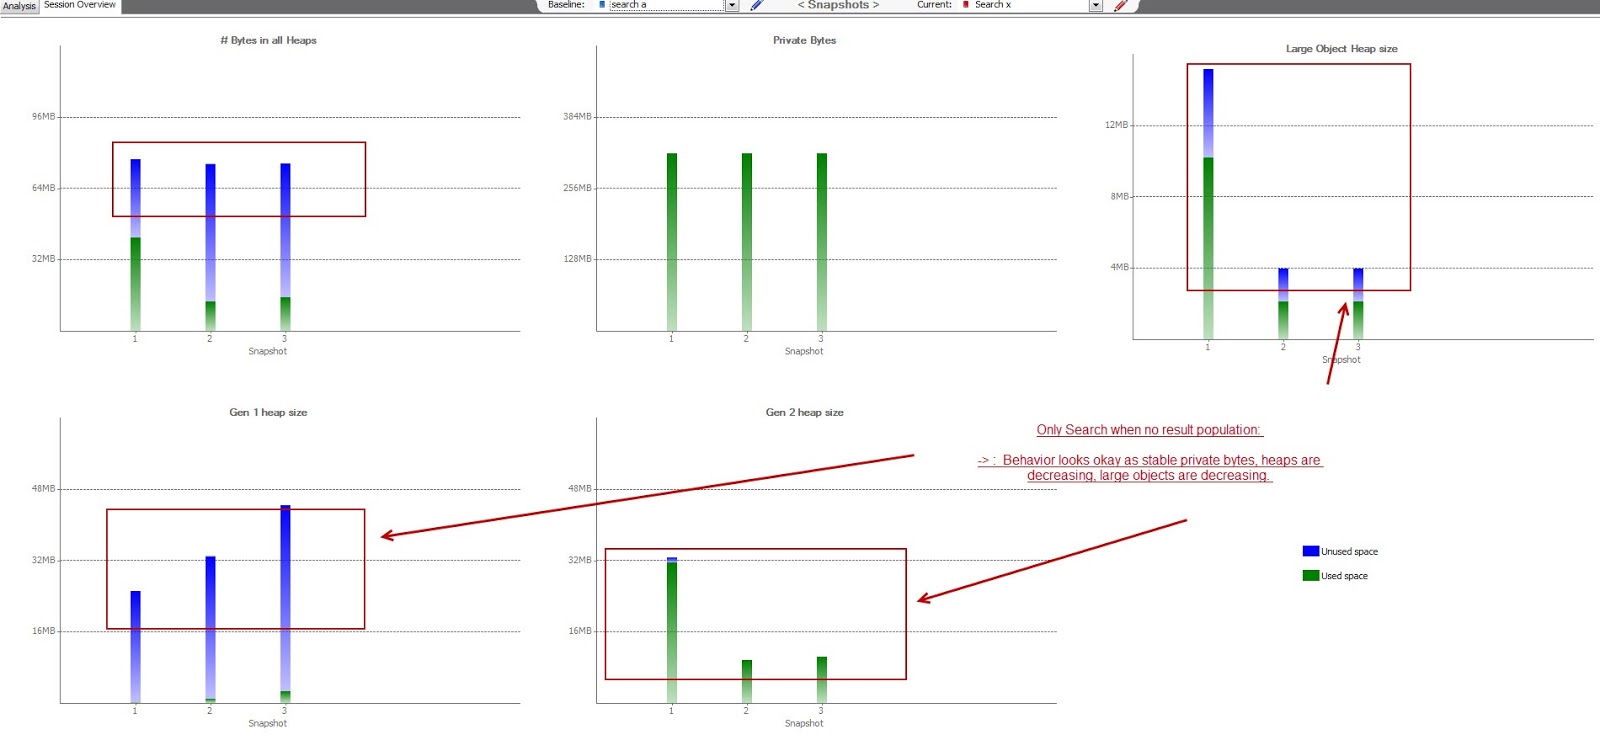 Analysis Session Overview Baseline: search a < Snapshots > Current: Search x
# Bytes in all Heaps
96MB
64MB
32MB
1 2 3
Snapshot
Private Bytes
384MB
256MB
128MB
1 2 3
Snapshot
Large Object Heap size
12MB
8MB
4MB
1 2 3
Snapshot
Gen 1 heap size
48MB
32MB
16MB
1 2 3
Snapshot
Gen 2 heap size
48MB
32MB
16MB
1 2 3
Snapshot
Only Search when no result population:
-> : Behavior looks okay as stable private bytes, heaps are
decreasing, large objects are decreasing.
Unused space
Used space